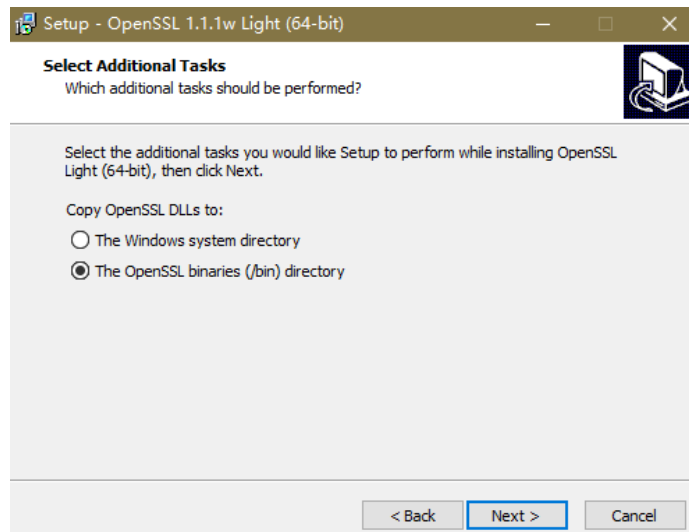 Setup - OpenSSL 1.1.1w Light (64-bit)
Select Additional Tasks
Which additional tasks should be performed?
Select the additional tasks you would like Setup to perform while installing OpenSSL
Light (64-bit), then click Next.
Copy OpenSSL DLLs to:
The Windows system directory
The OpenSSL binaries (/bin) directory
< Back
Next >
Cancel